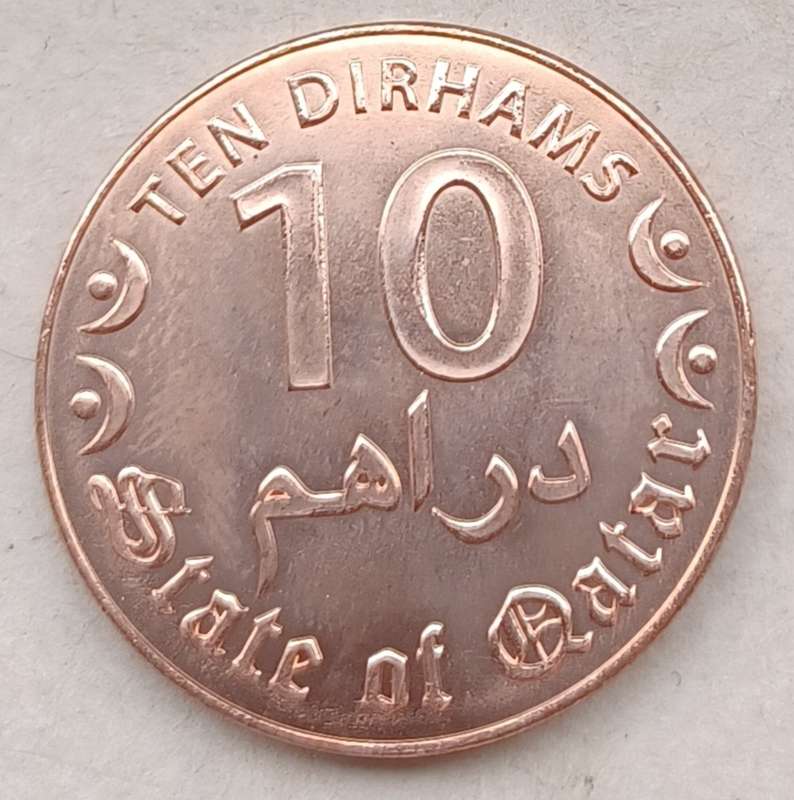 TEN DIRHAMS
10
دراهم
State of Qatar